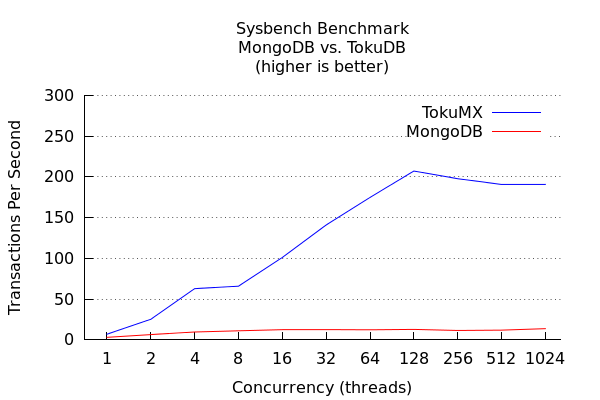 Sysbench Benchmark
MongoDB vs. TokuDB
(higher is better)
300
250
200
150
100
50
0
Transactions Per Second
TokuMX
MongoDB
1 2 4 8 16 32 64 128 256 512 1024
Concurrency (threads)